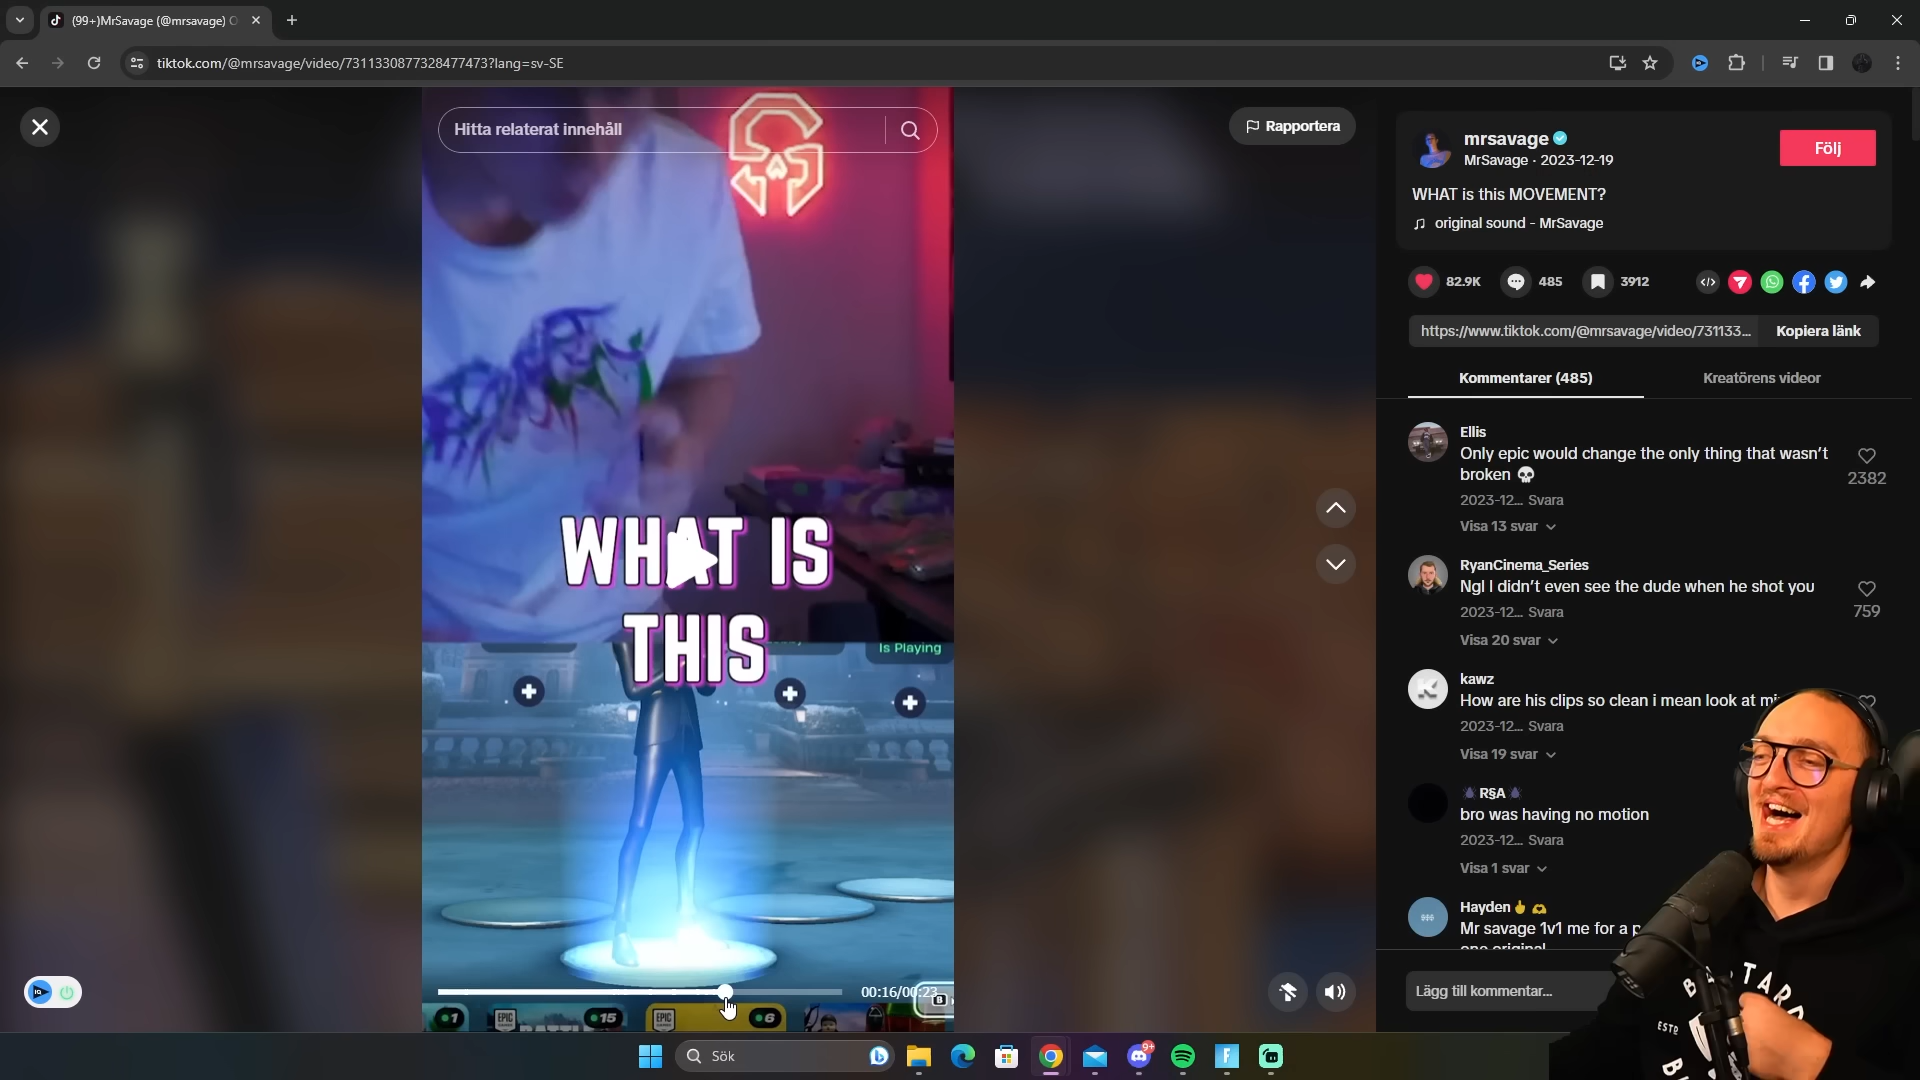 (99+)MrSavage (@mrsavage)
tiktok.com/@mrsavage/video/7311330877328477473?lang=sv-SE
Hitta relaterat innehåll
Rapportera
WHAT IS
THIS
Is Playing
00:16/00:23
1
EPIC
15
EPIC
6
B
mrsavage
MrSavage · 2023-12-19
Följ
WHAT is this MOVEMENT?
original sound - MrSavage
82.9K
485
3912
https://www.tiktok.com/@mrsavage/video/731133...
Kopiera länk
Kommentarer (485)
Kreatörens videor
Ellis
Only epic would change the only thing that wasn't
broken 💀
2382
2023-12... Svara
Visa 13 svar
RyanCinema_Series
Ngl I didn't even see the dude when he shot you
759
2023-12... Svara
Visa 20 svar
kawz
How are his clips so clean i mean look at
2023-12... Svara
Visa 19 svar
R§A
bro was having no motion
2023-12... Svara
Visa 1 svar
Hayden
Mr savage 1v1 me for a
one original
Lägg till kommentar...
ESTD
Sök
9+